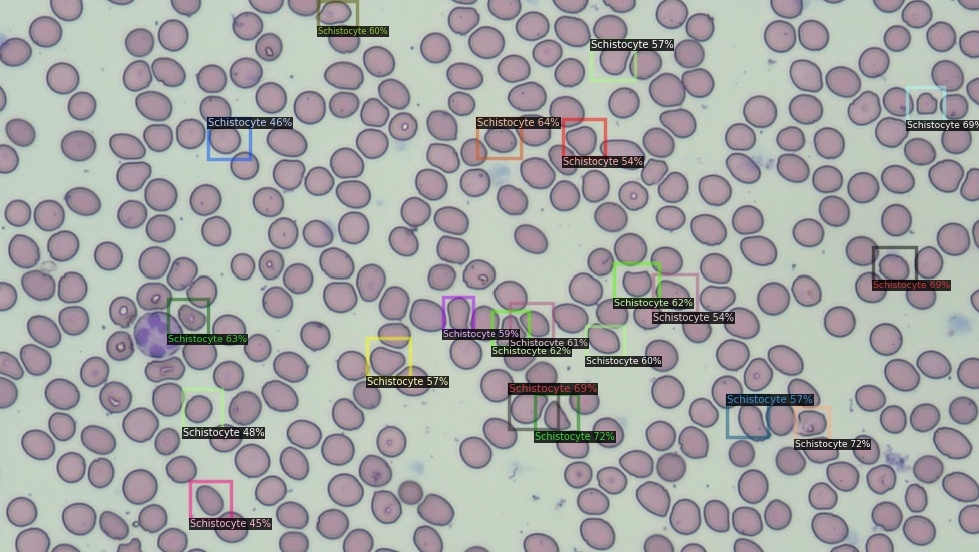 Schistocyte 60%
Schistocyte 57%
Schistocyte 69%
Schistocyte 46%
Schistocyte 64%
Schistocyte 54%
Schistocyte 69%
Schistocyte 62%
Schistocyte 54%
Schistocyte 63%
Schistocyte 59%
Schistocyte 61%
Schistocyte 62%
Schistocyte 60%
Schistocyte 57%
Schistocyte 69%
Schistocyte 57%
Schistocyte 48%
Schistocyte 72%
Schistocyte 72%
Schistocyte 45%